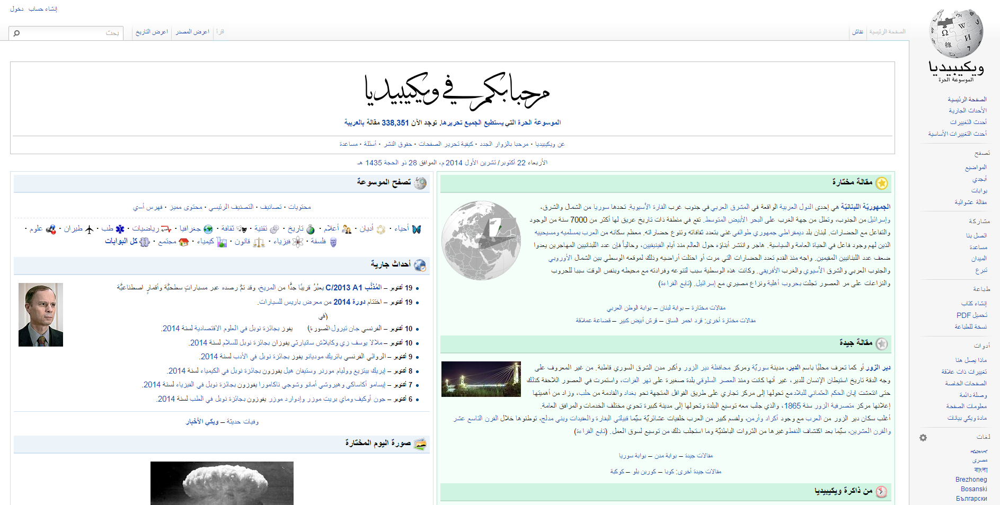 إنشاء حساب دخول
الصفحة الرئيسية نقاش
اقرأ اعرض المصدر اعرض التاريخ
بحث
ويكيبيديا
الموسوعة الحرة
الصفحة الرئيسية
الأحداث الجارية
أحدث التغييرات
أحدث التغييرات الأساسية
تصفح
المواضيع
أبجدي
بوابات
مقالة عشوائية
مشاركة
اتصل بنا
مساعدة
الميدان
تبرع
طباعة
إنشاء كتاب
تحميل PDF
نسخة للطباعة
أدوات
ماذا يصل هنا
تغييرات ذات علاقة
الصفحات الخاصة
وصلة دائمة
معلومات الصفحة
مادة ويكي بيانات
لغات
مصرى
বাংলা
Brezhoneg
Bosanski
Български
مرحبا بكم في ويكيبيديا
الموسوعة الحرة التي يستطيع الجميع تحريرها. توجد الآن 338,351 مقالة بالعربية
عن ويكيبيديا · مرحبا بالزوار الجدد · كيفية تحرير الصفحات · حقوق النشر · أسئلة · مساعدة
الأربعاء 22 أكتوبر/ تشرين الأول 2014 م، الموافق 28 ذو الحجة 1435 هـ
مقالة مختارة
الجمهوريّة اللبنانيّة هي إحدى الدول العربية الواقعة في المشرق العربي في جنوب غرب القارة الآسيوية. تحدها سوريا من الشمال والشرق،
وإسرائيل من الجنوب، وتطل من جهة الغرب على البحر الأبيض المتوسط. تقع في منطقة ذات تاريخ عريق لها أكثر من 7000 سنة من الوجود
والتفاعل مع الحضارات. لبنان بلد ديمقراطي جمهوري طوائفي غني بتعدد ثقافاته وتنوع حضاراته. معظم سكانه من العرب بمسلميه ومسيحييه
الذين لهم وجود فاعل في الحياة العامة والسياسية. هاجر وانتشر أبناؤه حول العالم منذ أيام الفينيقيين، وحالياً فإن عدد اللبنانيين المهاجرين يعدوا
ضعف عدد اللبنانيين المقيمين. واجه منذ القدم تعدد الحضارات التي مرت أو احتلت أراضيه وذلك لموقعه الوسطي بين الشمال الأوروبي
والجنوب العربي والشرق الآسيوي والغرب الأفريقي. وكانت هذه الوسطية سبب لتنوعه وفرادته مع محيطه وبنفس الوقت سببا للحروب
والنزاعات على مر العصور تجلت بحروب أهلية ونزاع مصيري مع إسرائيل. (تابع القراءة)
مقالات مختارة – بوابة لبنان – بوابة الوطن العربي
مقالات مختارة أخرى: قرد احمر الساق – قرش أبيض كبير – قضاعة عملاقة
مقالة جيدة
دير الزور أو كما تعرف محليًّا باسم الدير، مدينة سوريّة ومركز محافظة دير الزور وأكبر مدن الشرق السوري قاطبة. من غير المعروف على
وجه الدقة تاريخ استيطان الإنسان للدير، غير أنها كانت ومنذ العصر السلوقي بلدة صغيرة على نهر الفرات، واستمرت في العصور اللاحقة كذلك
حتى انتعشت إبان الحكم العثماني للبلاد مع تحولها إلى مركز تجاري على طريق القوافل المتجهة نحو بغداد والقادمة من حلب، وزاد من أهميتها
إعلانها مركز متصرفية الزور سنة 1865، والذي جلب معه توسيع البلدة وتحولها إلى مدينة كبيرة تحوي مختلف الخدمات والمرافق العامة.
أغلب سكان دير الزور من العرب مع وجود أكراد وأرمن، ولقسم كبير من العرب خلفيات عشائريّة سيّما قبيلتي البقارة والعقيدات وبني مدلج، توطنوها خلال القرن التاسع عشر
والقرن العشرين، سيّما بعد اكتشاف النفط وغيرها من الثروات الباطنيّة وما استجلب ذلك من توسيع لسوق العمل. (تابع القراءة)
مقالات جيدة – بوابة مدن – بوابة سوريا
مقالات جيدة أخرى: كوبا – كوربن بلو – كوكبة
من ذاكرة ويكيبيديا
تصفح الموسوعة
محتويات · تصانيف · التصنيف الرئيسي · محتوى مميز · فهرس أ–ي
أحياء · أديان · أعلام · تاريخ · تقنية · ثقافة · جغرافيا · رياضيات · طب · طيران · علوم ·
فلسفة · فيزياء · قانون · كيمياء · مجتمع · كل البوابات
أحداث جارية
19 أكتوبر – المُذنَّب C/2013 A1 يعبُرُ قريبًا جدًّا من المريخ، وقد تمَّ رصده عبر مسباراتٍ سطحيَّة وأقمارٍ اصطناعيَّة
19 أكتوبر – اختتام دورة 2014 من معرض باريس للسيارات.
(في
10 أكتوبر – الفرنسي جان تيرول الصورة) يفوز بجائزة نوبل في العلوم الاقتصادية لسنة 2014.
10 أكتوبر – ملالا يوسف زي وكايلاش ساتيارثي يفوزان بجائزة نوبل للسلام لسنة 2014.
9 أكتوبر – الروائي الفرنسي باتريك موديانو يفوز بجائزة نوبل في الأدب لسنة 2014.
8 أكتوبر – إيريك بيتزيغ ووليام مورنر وستيفان هيل يفوزون بجائزة نوبل في الكيمياء لسنة 2014.
7 أكتوبر – إيسامو أكاساكي وهيروشي أمانو وشوجي ناكامورا يفوزون بجائزة نوبل في الفيزياء لسنة 2014.
6 أكتوبر – جون أوكيف وماي بريت موزر وإدوارد موزر يفوزون بجائزة نوبل في الطب لسنة 2014.
وفيات حديثة – ويكي الأخبار
صورة اليوم المختارة